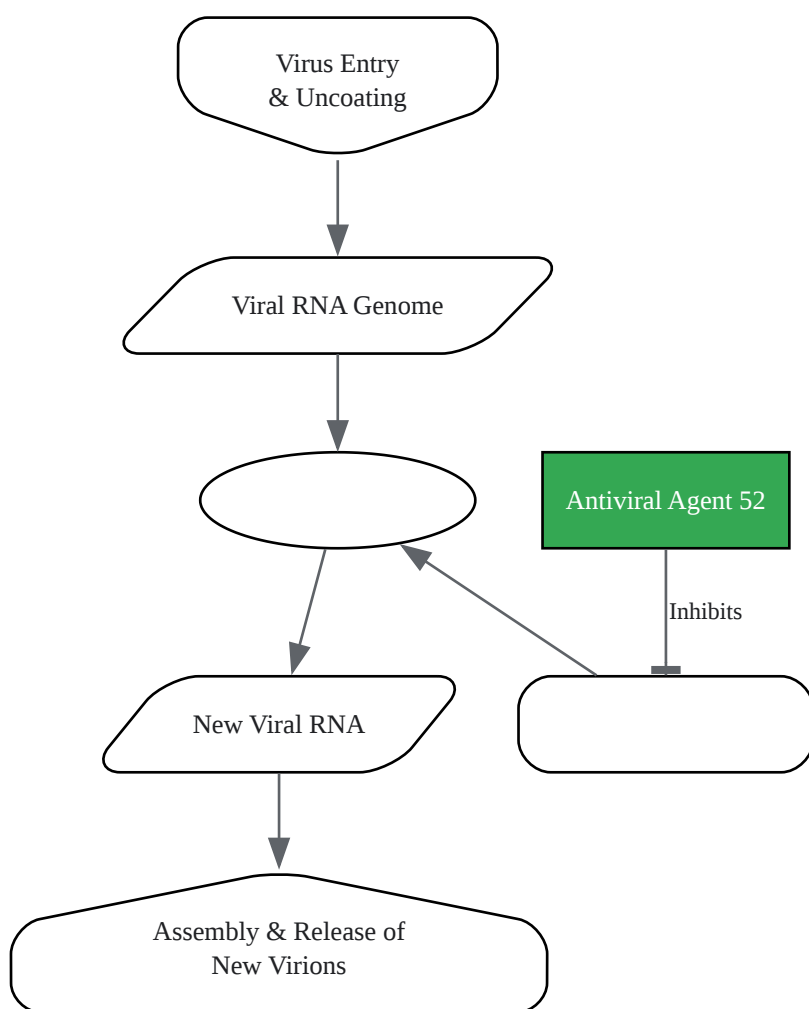 Virus Entry
& Uncoating
Viral RNA Genome
Antiviral Agent 52
Inhibits
New Viral RNA
Assembly & Release of
New Virions